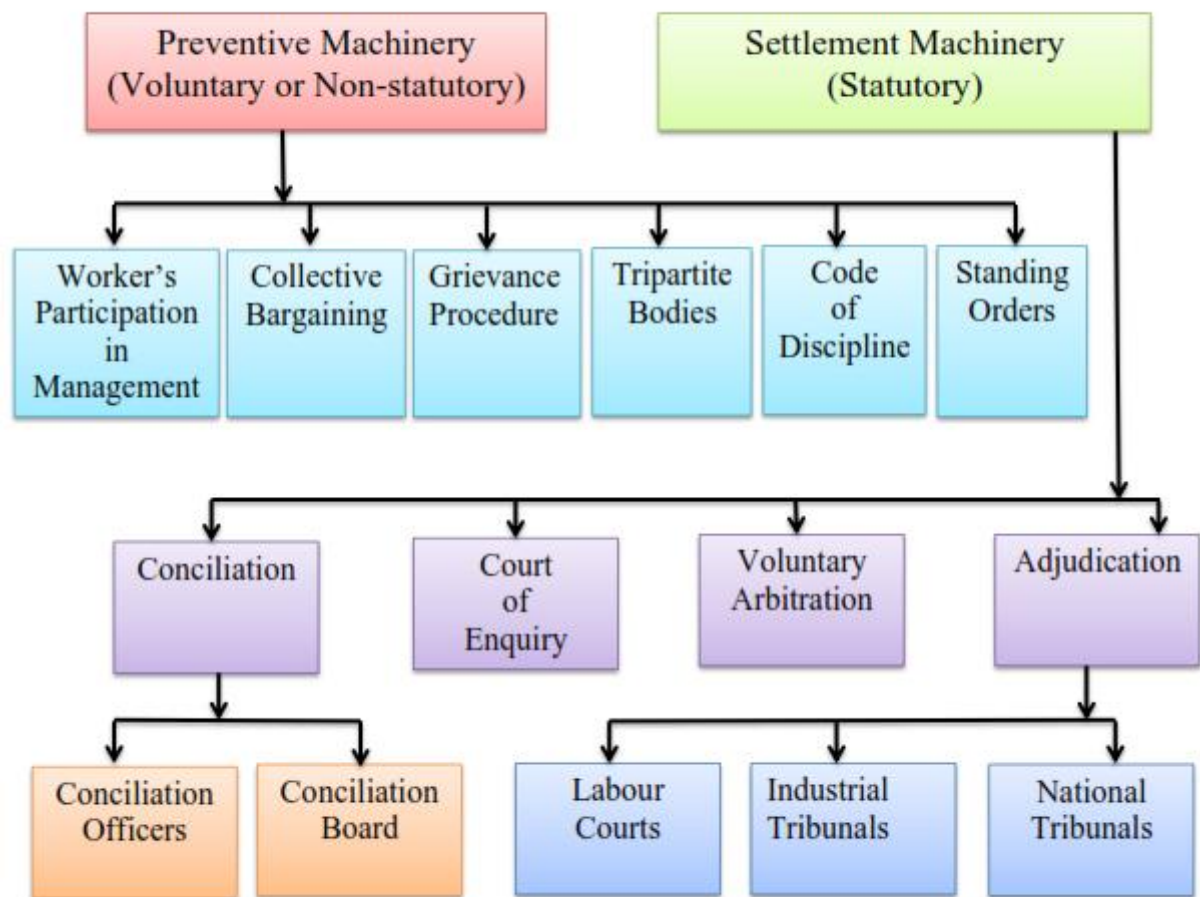 Preventive Machinery
(Voluntary or Non-statutory)
Settlement Machinery
(Statutory)
Worker's
Participation
in
Management
Collective
Bargaining
Grievance
Procedure
Tripartite
Bodies
Code
of
Discipline
Standing
Orders
Conciliation
Court
of
Enquiry
Voluntary
Arbitration
Adjudication
Conciliation
Officers
Conciliation
Board
Labour
Courts
Industrial
Tribunals
National
Tribunals